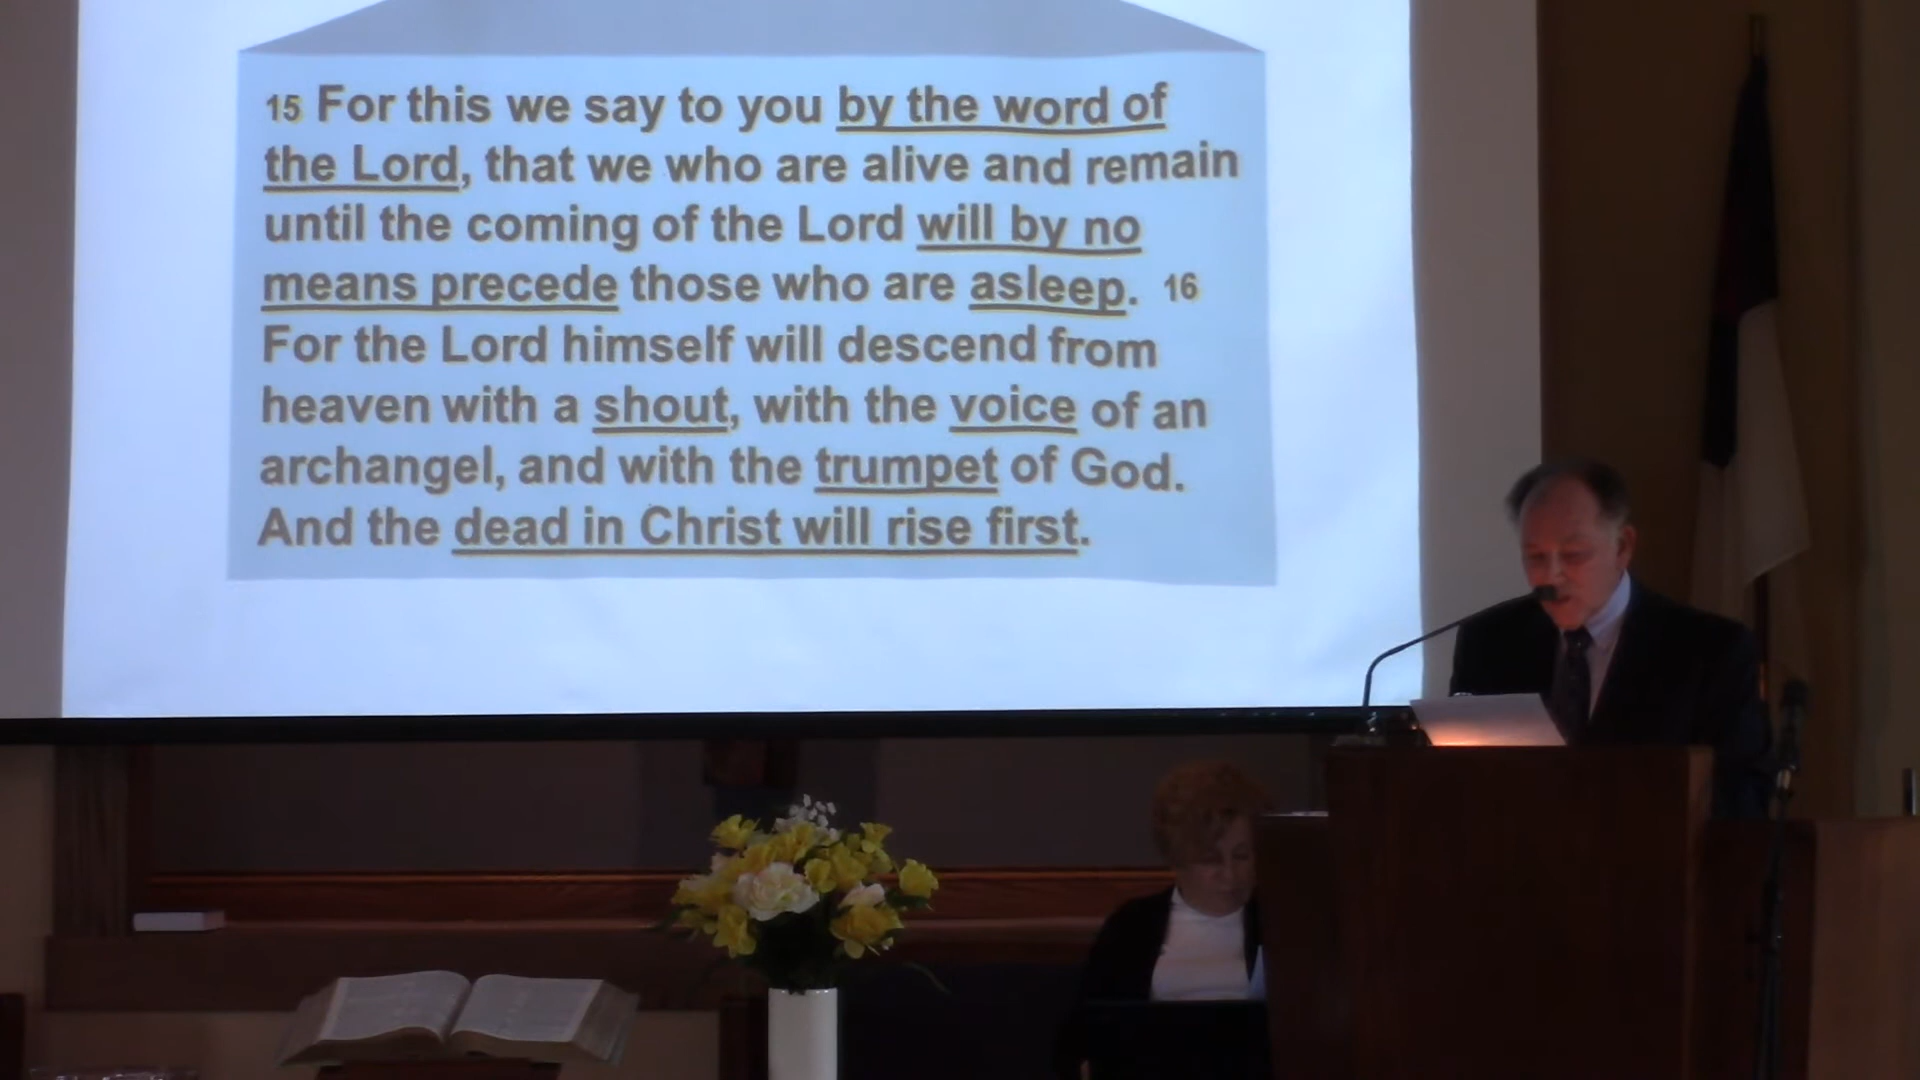 15 For this we say to you by the word of
the Lord, that we who are alive and remain
until the coming of the Lord will by no
means precede those who are asleep. 16
For the Lord himself will descend from
heaven with a shout, with the voice of an
archangel, and with the trumpet of God.
And the dead in Christ will rise first.